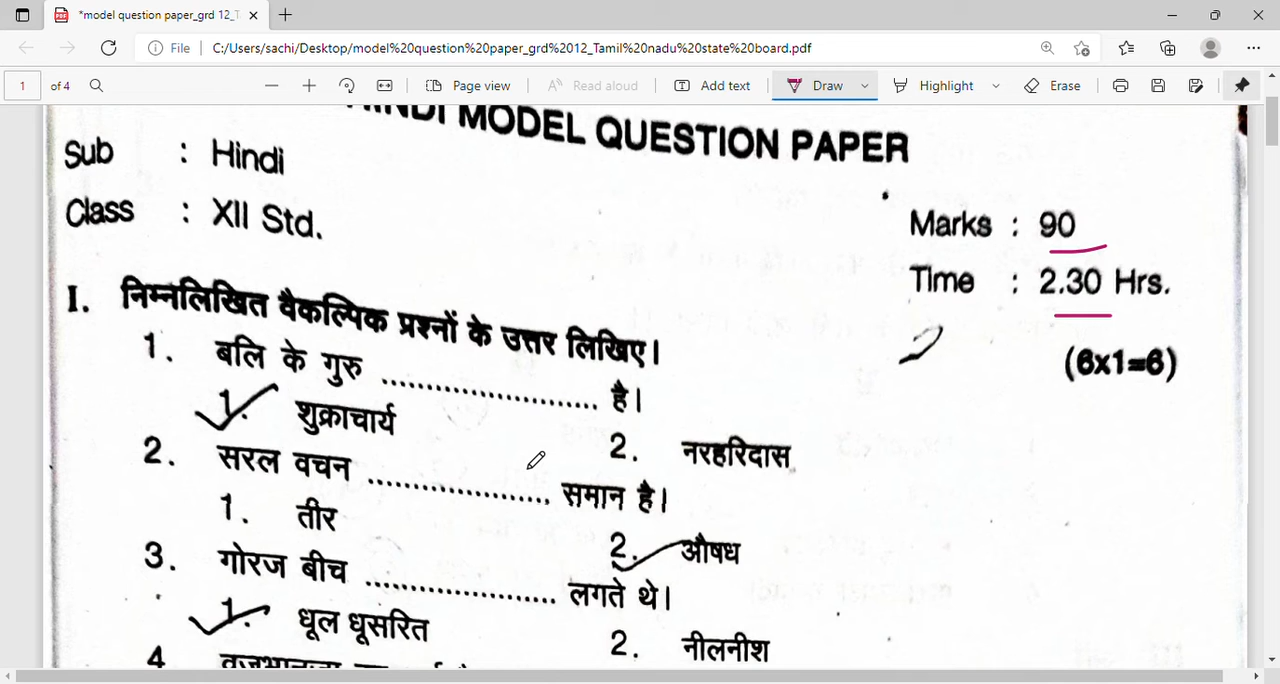 *model question paper_grd 12_T
File
C:/Users/sachi/Desktop/model%20question%20paper_grd%2012_Tamil%20nadu%20state%20board.pdf
1 of 4
Page view
Read aloud
Add text
Draw
Highlight
Erase
HINDI MODEL QUESTION PAPER
Sub : Hindi
Class : XII Std.
Marks : 90
Time : 2.30 Hrs.
I. निम्नलिखित वैकल्पिक प्रश्नों के उत्तर लिखिए।
(6x1=6)
1. बलि के गुरु .............................. है।
1. शुक्राचार्य
2. नरहरिदास
2. सरल वचन .............................. समान है।
1. तीर
2. औषध
3. गोरज बीच .............................. लगते थे।
1. धूल धूसरित
2. नीलनीश
4